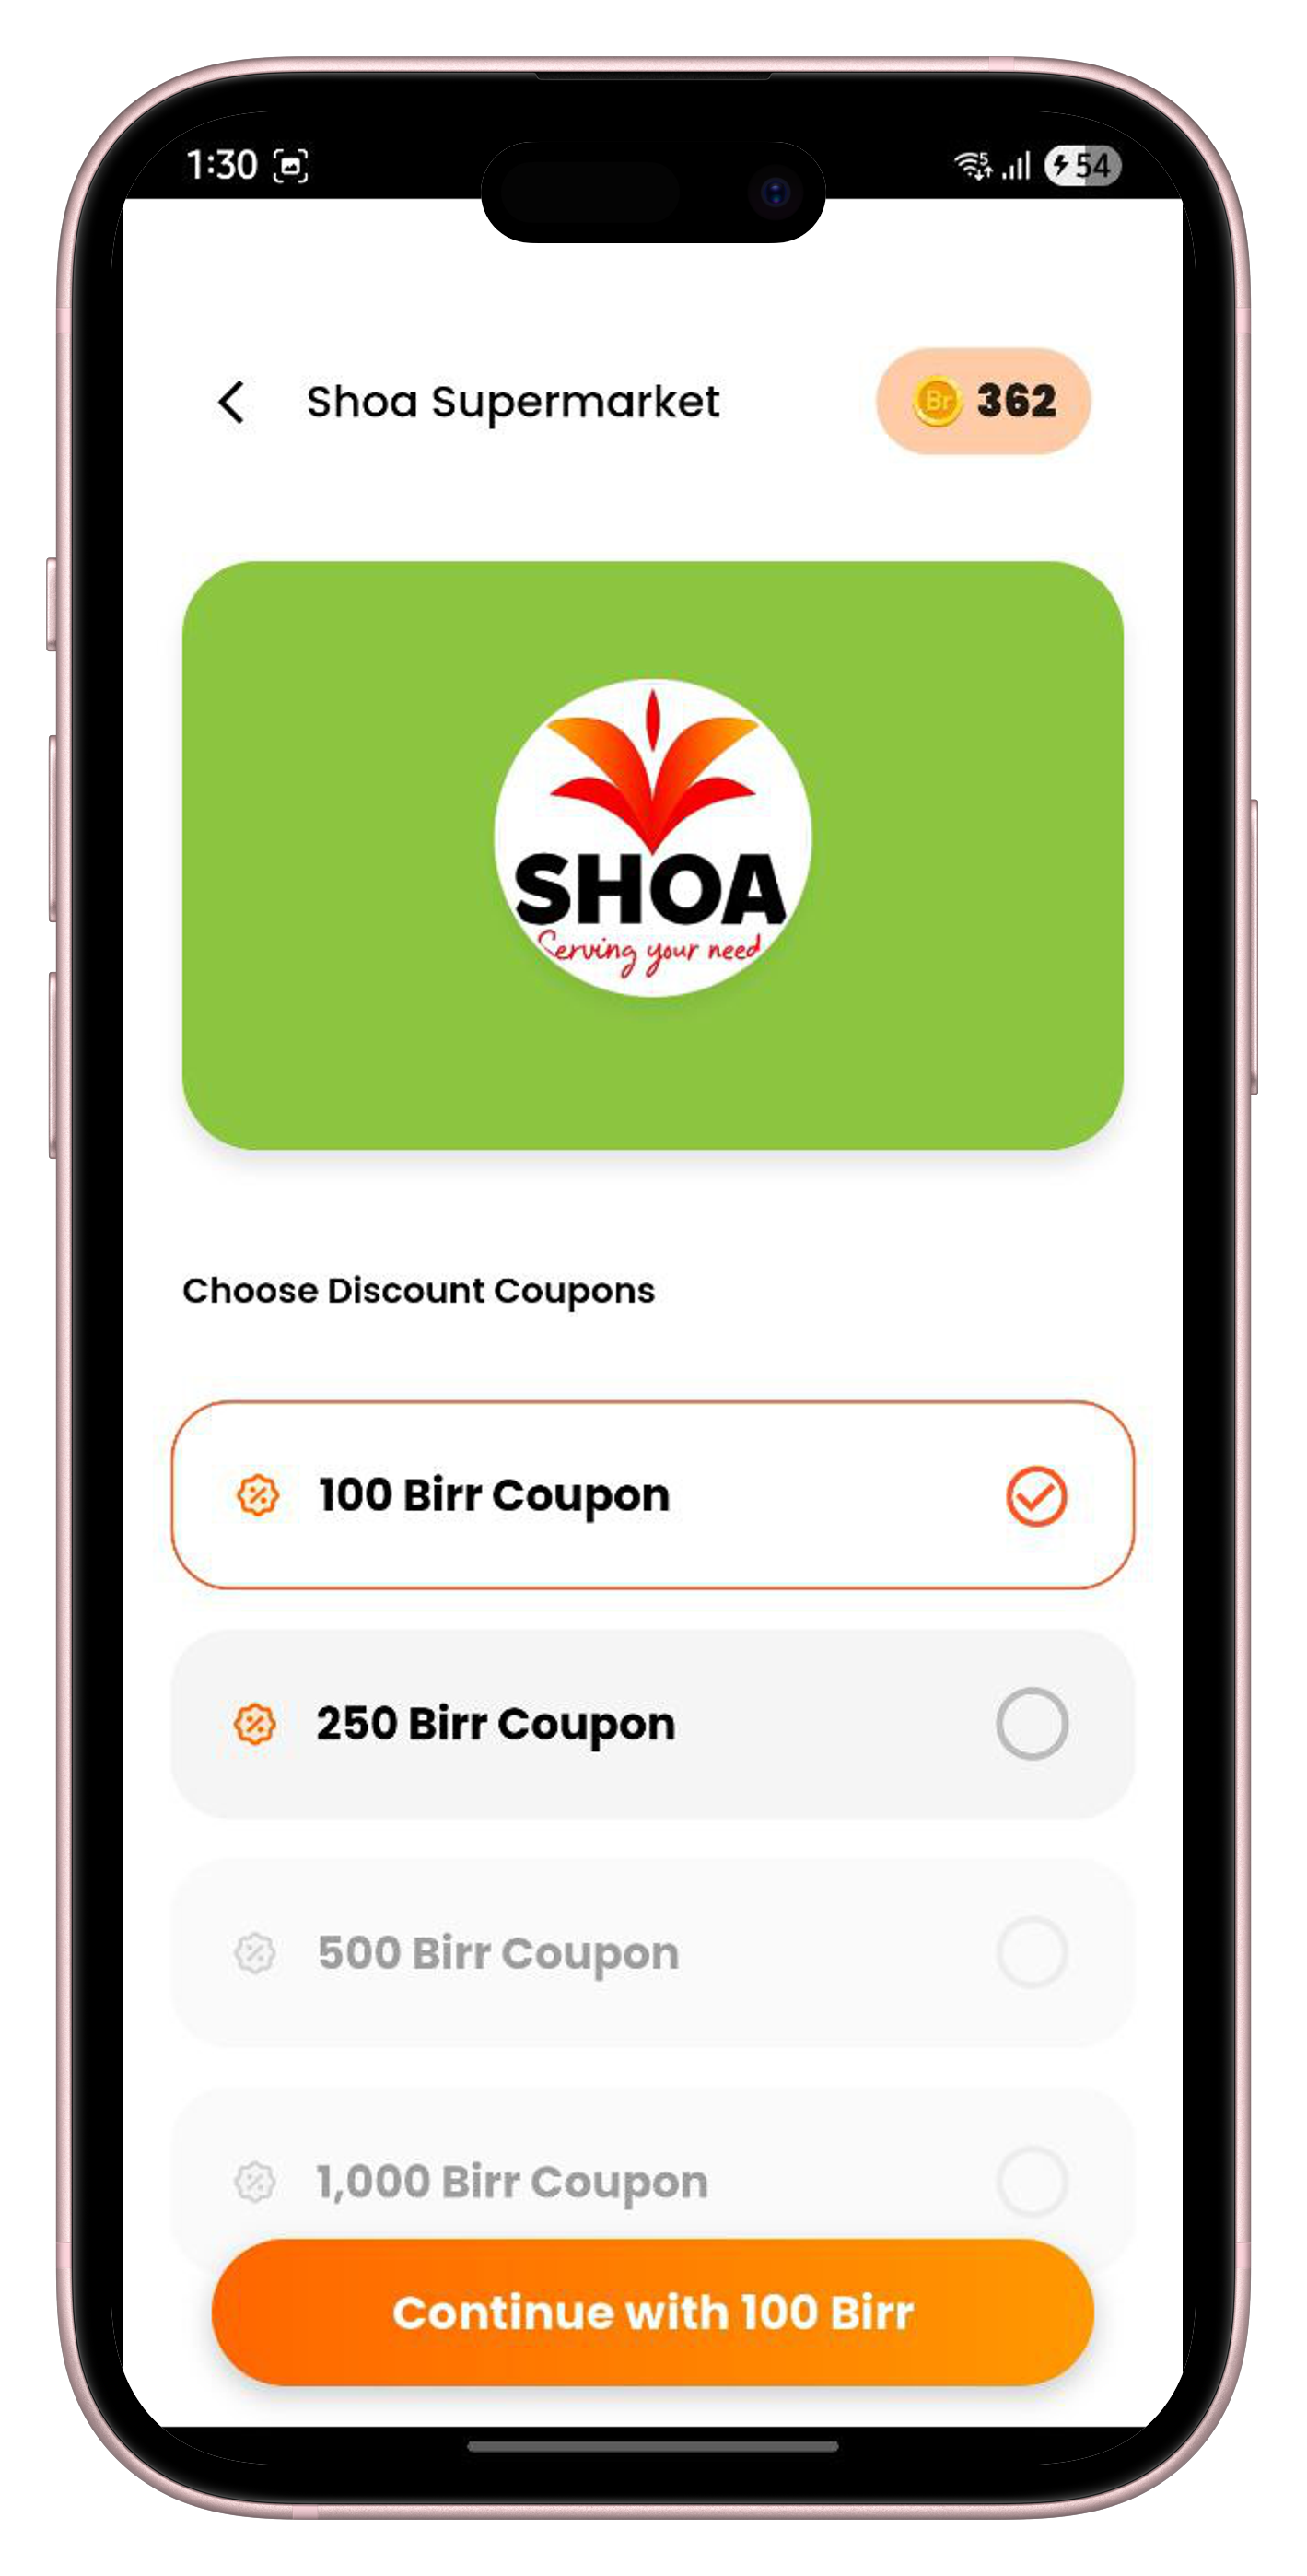 1:30
5
54
Shoa Supermarket
Br 362
SHOA
Serving your need
Choose Discount Coupons
100 Birr Coupon
250 Birr Coupon
500 Birr Coupon
1,000 Birr Coupon
Continue with 100 Birr